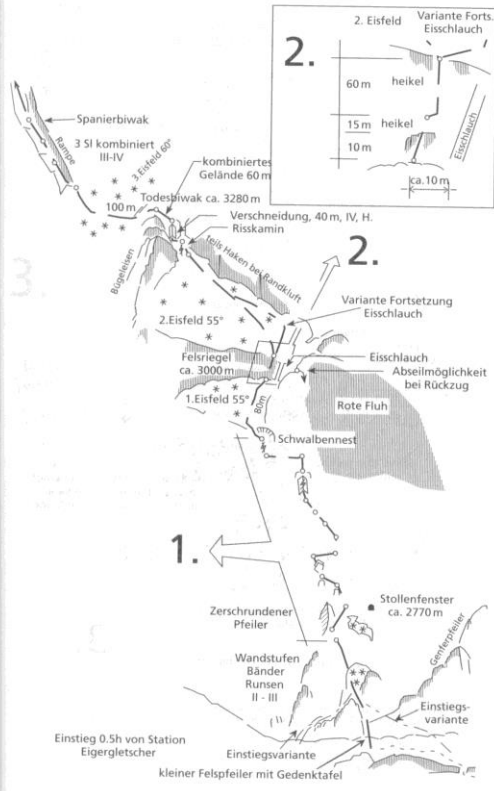 2. Eisfeld
Variante Forts.
Eisschlauch
2.
60 m
heikel
15 m
heikel
10 m
Eisschlauch
ca. 10 m
Spanierbiwak
Rampe
3 Sl kombiniert
III-IV
3 Eisfeld 60°
kombiniertes
Gelände 60 m
Todesbiwak ca. 3280 m
100 m
Verschneidung, 40 m, IV, H.
Risskamin
Bügeleisen
teils Haken bei Randkluft
2.
Variante Fortsetzung
Eisschlauch
2.Eisfeld 55°
Felsriegel
ca. 3000 m
Eisschlauch
Abseilmöglichkeit
bei Rückzug
1.Eisfeld 55°
80m
Rote Fluh
Schwalbennest
1.
Stollenfenster
ca. 2770 m
Zerschrundener
Pfeiler
Genferpfeiler
Wandstufen
Bänder
Runsen
II - III
Einstiegs-
variante
Einstieg 0.5h von Station
Eigergletscher
Einstiegsvariante
kleiner Felspfeiler mit Gedenktafel